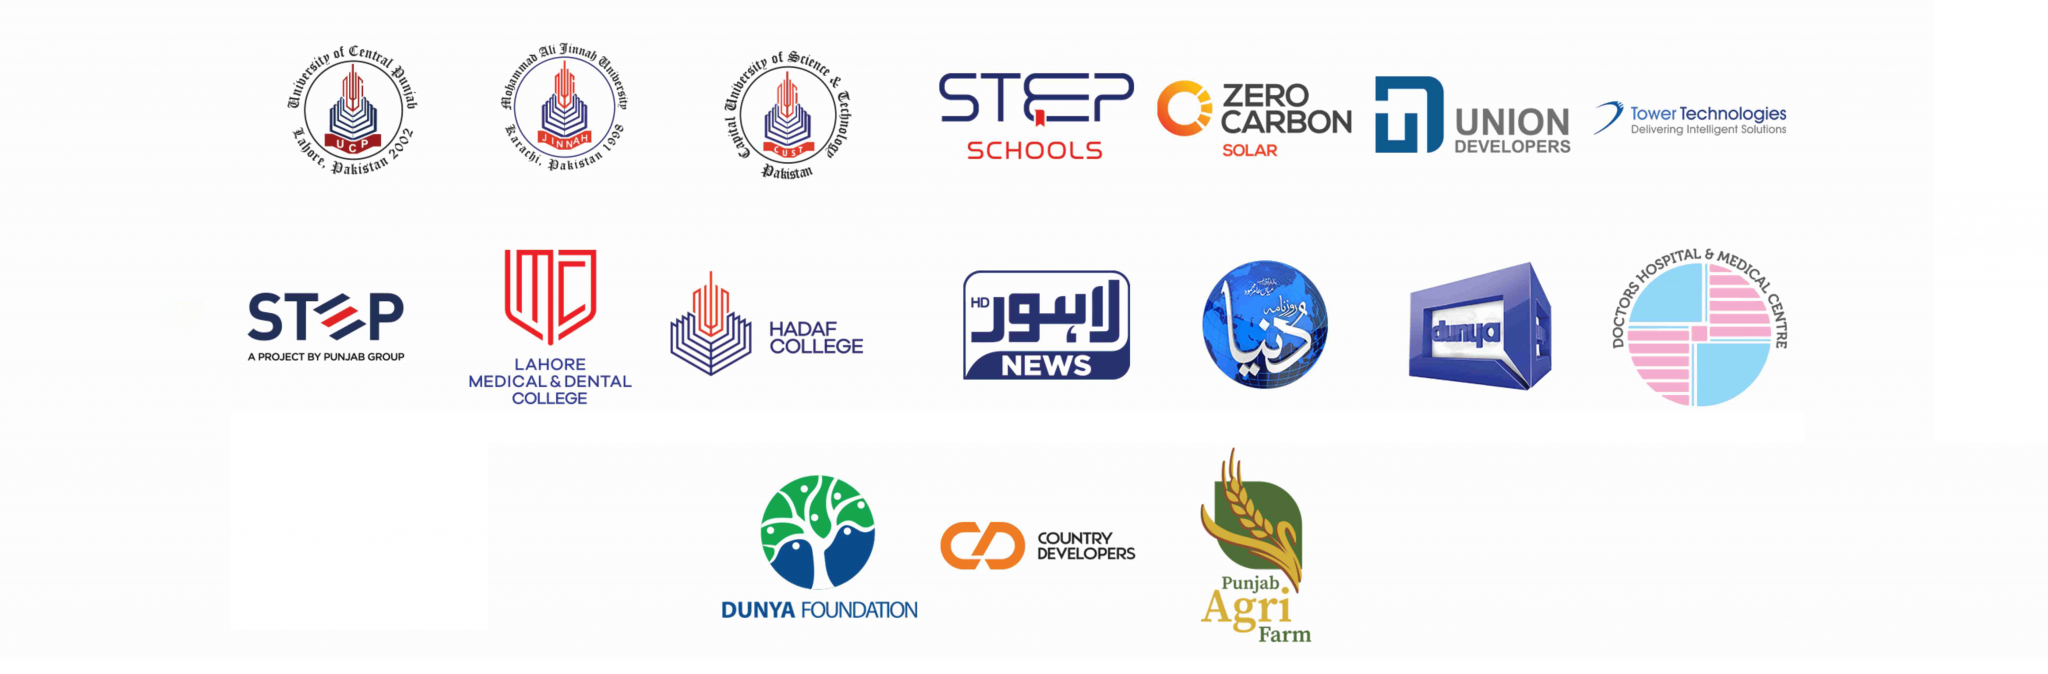 University of Central Punjab
UCP
Lahore, Pakistan 2002
Mohammad Ali Jinnah University
JINNAH
Karachi, Pakistan 1998
Capital University of Science & Technology
CUST
Pakistan
STEP
SCHOOLS
ZERO
CARBON
SOLAR
UNION
DEVELOPERS
Tower Technologies
Delivering Intelligent Solutions
STEP
A PROJECT BY PUNJAB GROUP
LMDC
LAHORE
MEDICAL & DENTAL
COLLEGE
HADAF
COLLEGE
HD
لاہور
NEWS
روزنامہ
دُنیا
dunya
DOCTORS HOSPITAL & MEDICAL CENTRE
DUNYA FOUNDATION
COUNTRY
DEVELOPERS
Punjab
Agri
Farm